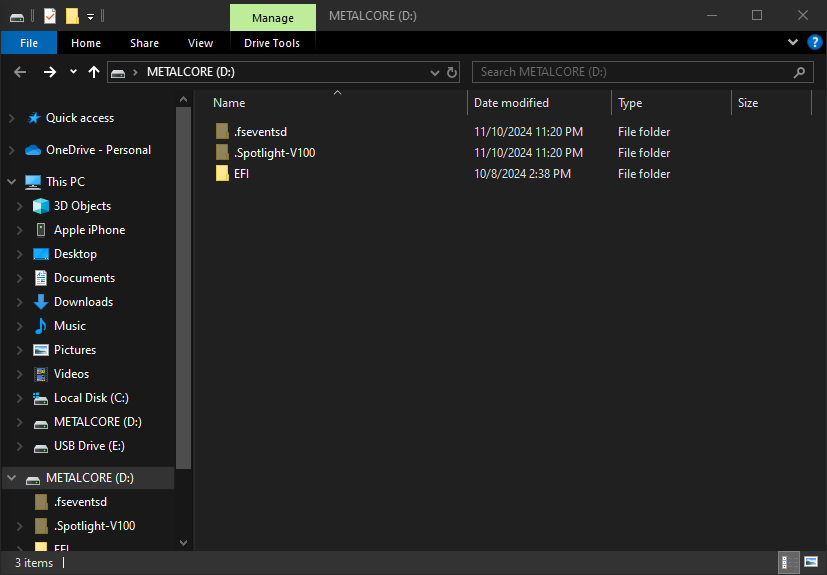 Manage
METALCORE (D:)
File
Home
Share
View
Drive Tools
?
METALCORE (D:)
Search METALCORE (D:)
Name
Date modified
Type
Size
.fseventsd
11/10/2024 11:20 PM
File folder
.Spotlight-V100
11/10/2024 11:20 PM
File folder
EFI
10/8/2024 2:38 PM
File folder
Quick access
OneDrive - Personal
This PC
3D Objects
Apple iPhone
Desktop
Documents
Downloads
Music
Pictures
Videos
Local Disk (C:)
METALCORE (D:)
USB Drive (E:)
METALCORE (D:)
.fseventsd
.Spotlight-V100
EFI
3 items